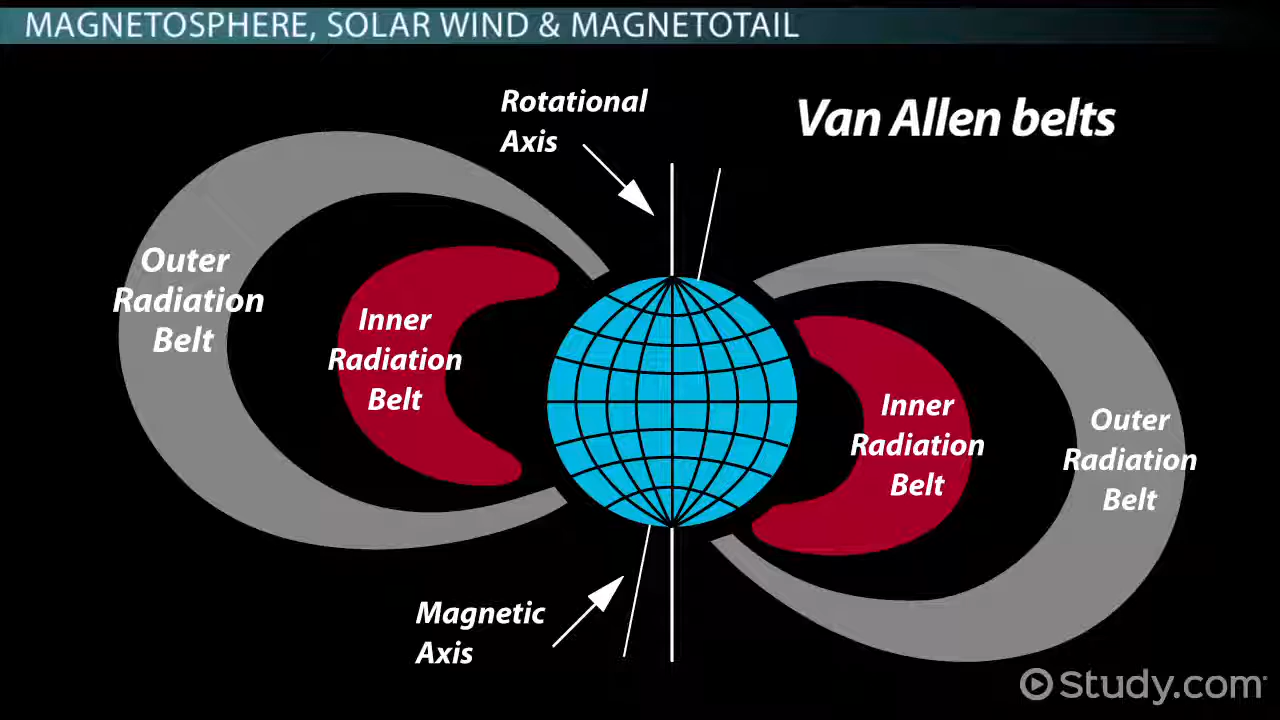 MAGNETOSPHERE, SOLAR WIND & MAGNETOTAIL
Rotational
Axis
Van Allen belts
Outer
Radiation
Belt
Inner
Radiation
Belt
Inner
Radiation
Belt
Outer
Radiation
Belt
Magnetic
Axis
Study.com